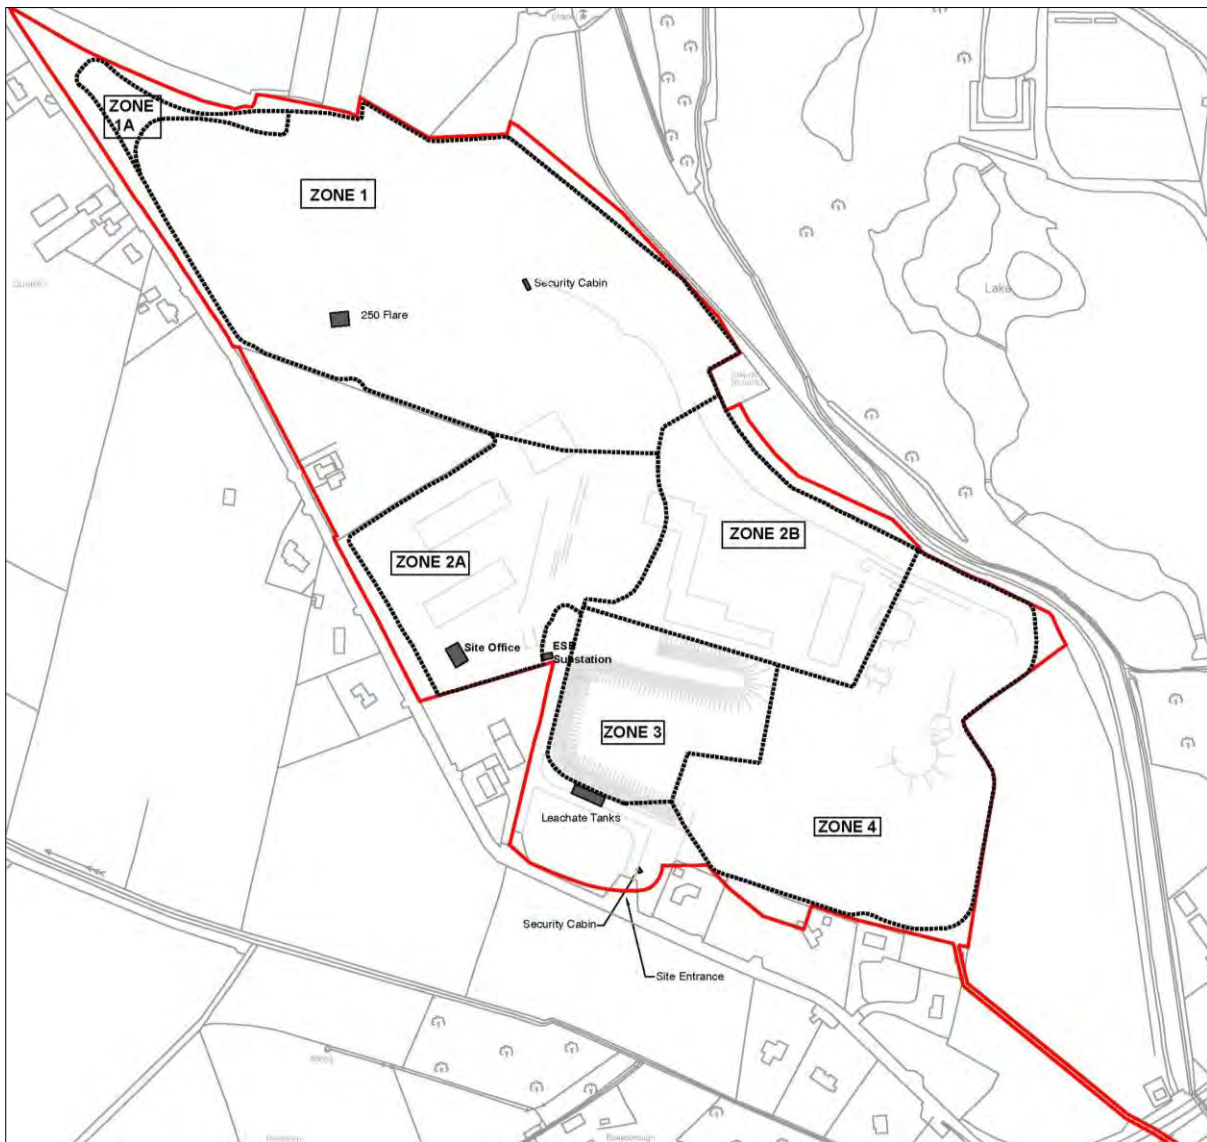 Chapel
ZONE
1A
ZONE 1
Security Cabin
Lake
250 Flare
ZONE 2B
ZONE 2A
Site Office
ESB
Substation
ZONE 3
Leachate Tanks
ZONE 4
Security Cabin
Site Entrance